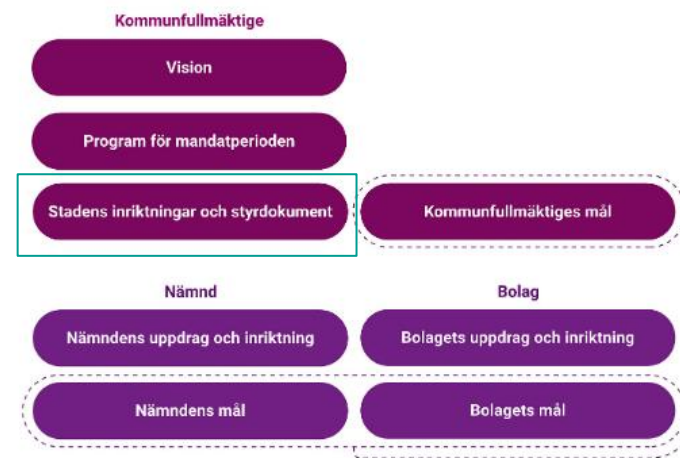 Kommunfullmäktige
Vision
Program för mandatperioden
Stadens inriktningar och styrdokument
Kommunfullmäktiges mål
Nämnd
Bolag
Nämndens uppdrag och inriktning
Bolagets uppdrag och inriktning
Nämndens mål
Bolagets mål